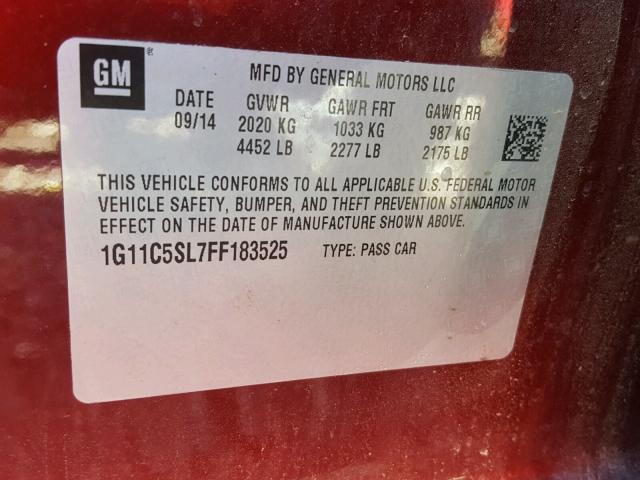 GM ®
MFD BY GENERAL MOTORS LLC
DATE GVWR GAWR FRT GAWR RR
09/14 2020 KG 1033 KG 987 KG
4452 LB 2277 LB 2175 LB
THIS VEHICLE CONFORMS TO ALL APPLICABLE U.S. FEDERAL MOTOR
VEHICLE SAFETY, BUMPER, AND THEFT PREVENTION STANDARDS IN
EFFECT ON THE DATE OF MANUFACTURE SHOWN ABOVE.
1G11C5SL7FF183525 TYPE: PASS CAR